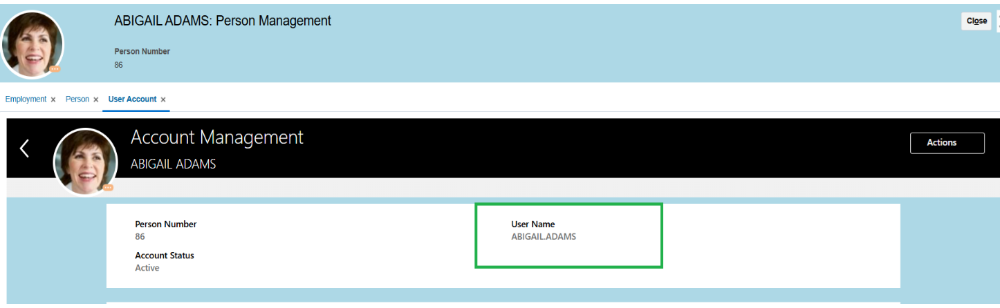 ABIGAIL ADAMS: Person Management
Close
Person Number
86
Employment x Person x User Account x
Account Management
Actions
ABIGAIL ADAMS
Person Number
86
User Name
ABIGAIL.ADAMS
Account Status
Active